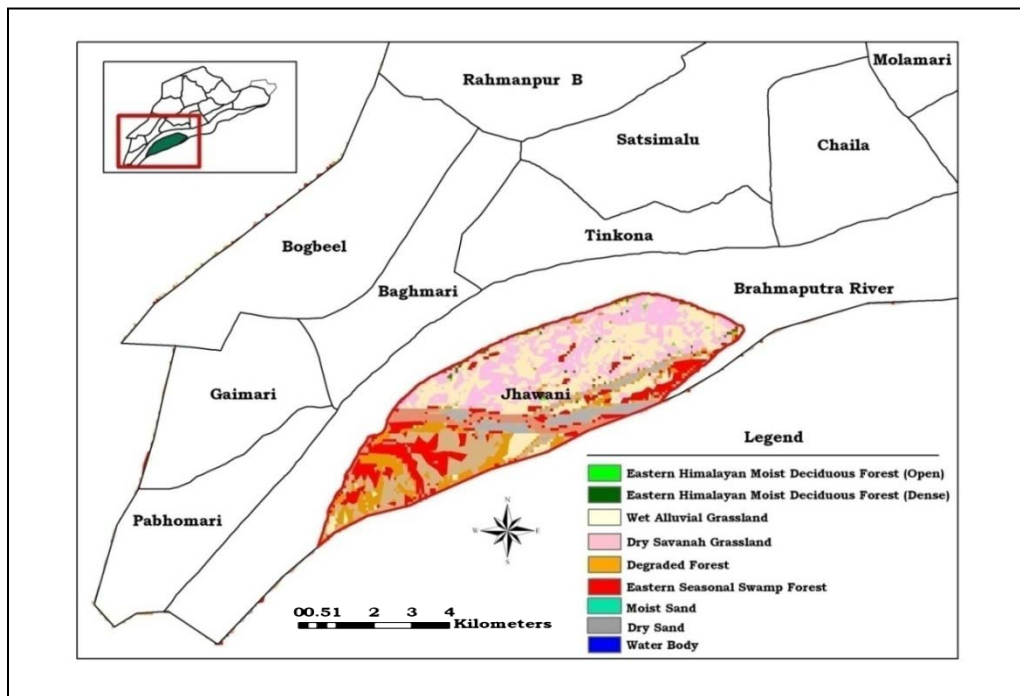 Rahmanpur B
Molamari
Satsimalu
Chaila
Bogbeel
Tinkona
Baghmari
Brahmaputra River
Gaimari
Jhawani
Pabhomari
Legend
Eastern Himalayan Moist Deciduous Forest (Open)
Eastern Himalayan Moist Deciduous Forest (Dense)
Wet Alluvial Grassland
Dry Savanah Grassland
Degraded Forest
Eastern Seasonal Swamp Forest
Moist Sand
Dry Sand
Water Body
N
W E
S
00.51 2 3 4
Kilometers